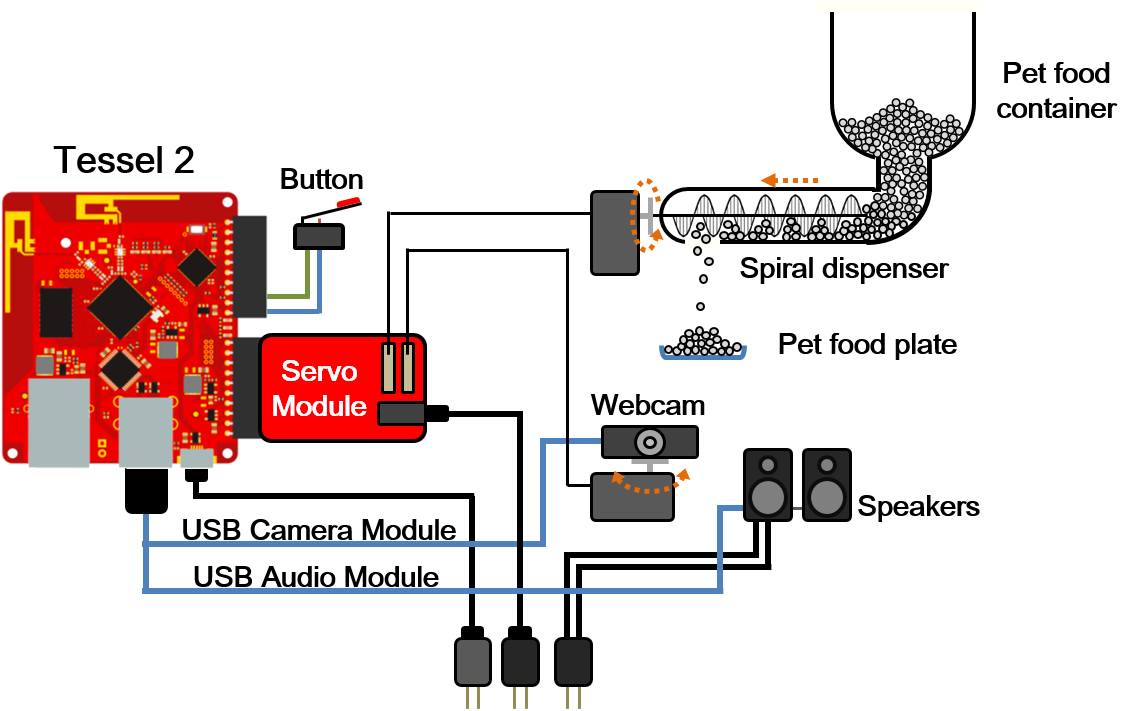 Pet food
container
Tessel 2
Button
Spiral dispenser
Servo
Module
Pet food plate
Webcam
Speakers
USB Camera Module
USB Audio Module